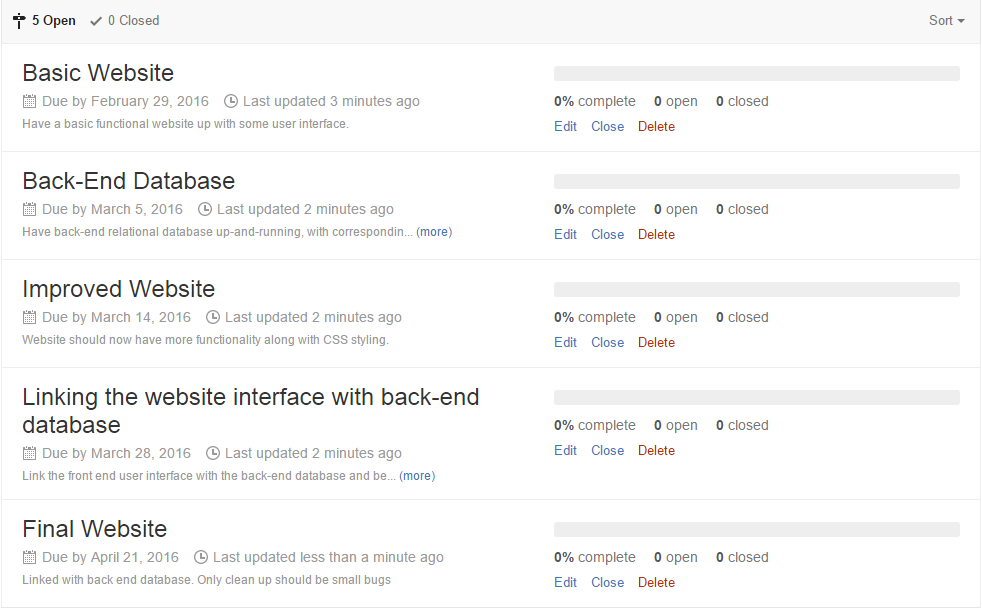 5 Open 0 Closed Sort
Basic Website
Due by February 29, 2016 Last updated 3 minutes ago
Have a basic functional website up with some user interface.
0% complete 0 open 0 closed
Edit Close Delete
Back-End Database
Due by March 5, 2016 Last updated 2 minutes ago
Have back-end relational database up-and-running, with correspondin... (more)
0% complete 0 open 0 closed
Edit Close Delete
Improved Website
Due by March 14, 2016 Last updated 2 minutes ago
Website should now have more functionality along with CSS styling.
0% complete 0 open 0 closed
Edit Close Delete
Linking the website interface with back-end
database
Due by March 28, 2016 Last updated 2 minutes ago
Link the front end user interface with the back-end database and be... (more)
0% complete 0 open 0 closed
Edit Close Delete
Final Website
Due by April 21, 2016 Last updated less than a minute ago
Linked with back end database. Only clean up should be small bugs
0% complete 0 open 0 closed
Edit Close Delete